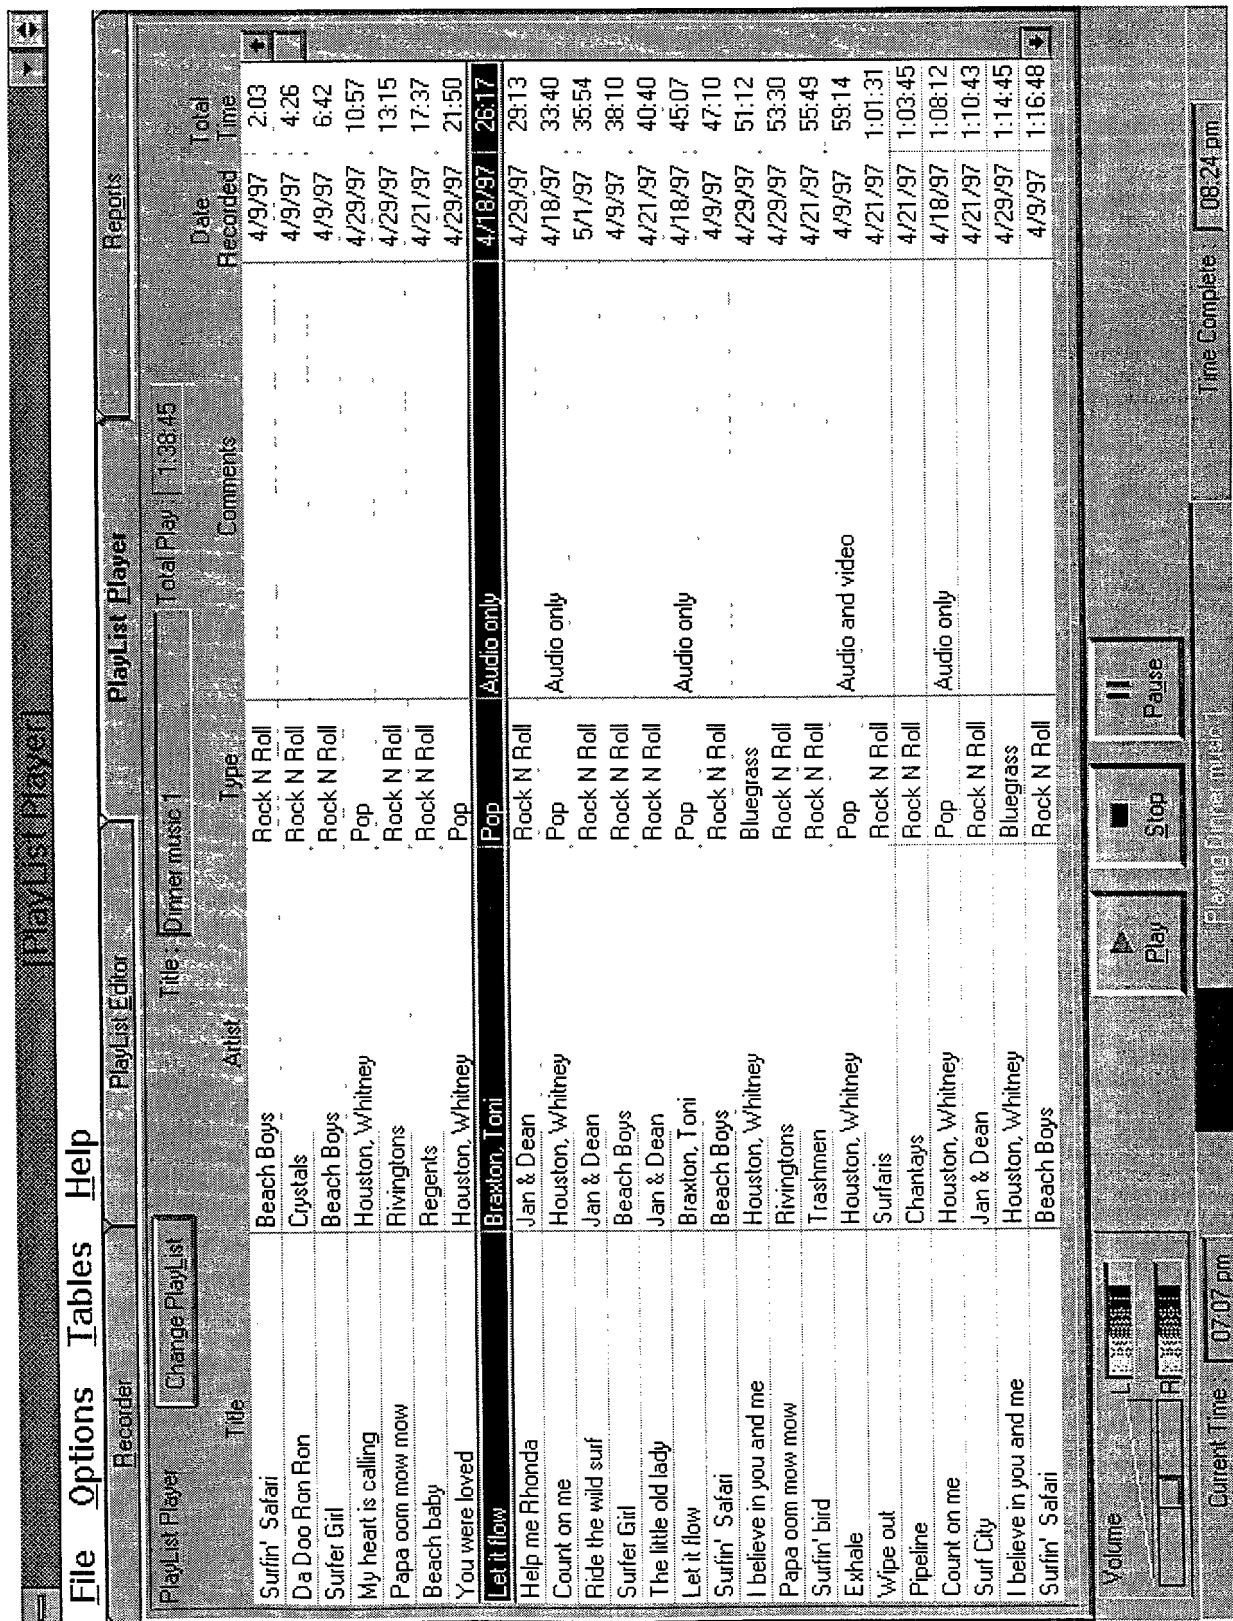 [PlayList Player]
File Options Tables Help
Recorder PlayList Editor PlayList Player Reports
PlayList Player Change PlayList Title : Dinner music 1 Total Play : 1:38:45
Title Artist Type Comments Date Recorded Total Time
Surfin' Safari Beach Boys Rock N Roll 4/9/97 2:03
Da Doo Ron Ron Crystals Rock N Roll 4/9/97 4:26
Surfer Girl Beach Boys Rock N Roll 4/9/97 6:42
My heart is calling Houston, Whitney Pop 4/29/97 10:57
Papa oom mow mow Rivingtons Rock N Roll 4/29/97 13:15
Beach baby Regents Rock N Roll 4/21/97 17:37
You were loved Houston, Whitney Pop 4/29/97 21:50
Let it flow Braxton, Toni Pop Audio only 4/18/97 26:17
Help me Rhonda Jan & Dean Rock N Roll 4/29/97 29:13
Count on me Houston, Whitney Pop Audio only 4/18/97 33:40
Ride the wild surf Jan & Dean Rock N Roll 5/1/97 35:54
Surfer Girl Beach Boys Rock N Roll 4/9/97 38:10
The little old lady Jan & Dean Rock N Roll 4/21/97 40:40
Let it flow Braxton, Toni Pop Audio only 4/18/97 45:07
Surfin' Safari Beach Boys Rock N Roll 4/9/97 47:10
I believe in you and me Houston, Whitney Bluegrass 4/29/97 51:12
Papa oom mow mow Rivingtons Rock N Roll 4/29/97 53:30
Surfin' bird Trashmen Rock N Roll 4/21/97 55:49
Exhale Houston, Whitney Pop Audio and video 4/9/97 59:14
Wipe out Surfaris Rock N Roll 4/21/97 1:01:31
Pipeline Chantays Rock N Roll 4/21/97 1:03:45
Count on me Houston, Whitney Pop Audio only 4/18/97 1:08:12
Surf City Jan & Dean Rock N Roll 4/21/97 1:10:43
I believe in you and me Houston, Whitney Bluegrass 4/29/97 1:14:45
Surfin' Safari Beach Boys Rock N Roll 4/9/97 1:16:48
Volume L R Play Stop Pause
Current Time : 07:07 pm Playing Dinner music 1 Time Complete : 08:24 pm